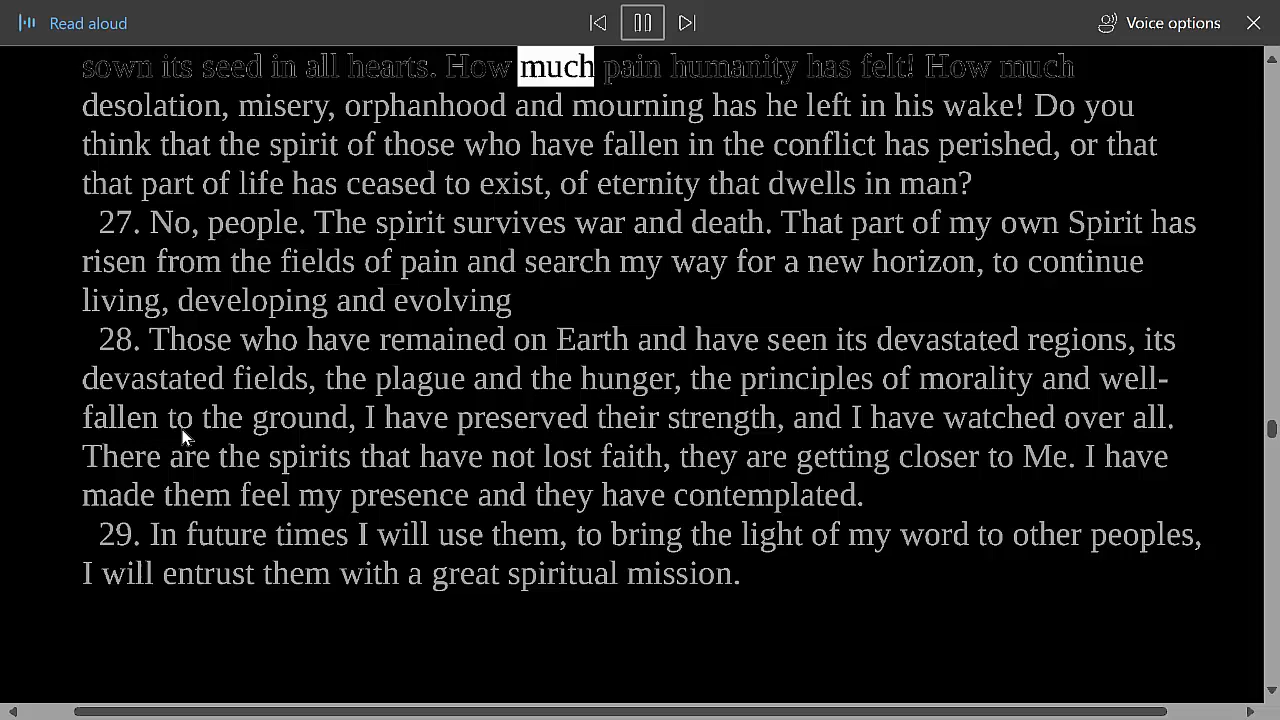 Read aloud
Voice options
sown its seed in all hearts. How much pain humanity has felt! How much
desolation, misery, orphanhood and mourning has he left in his wake! Do you
think that the spirit of those who have fallen in the conflict has perished, or that
that part of life has ceased to exist, of eternity that dwells in man?
27. No, people. The spirit survives war and death. That part of my own Spirit has
risen from the fields of pain and search my way for a new horizon, to continue
living, developing and evolving
28. Those who have remained on Earth and have seen its devastated regions, its
devastated fields, the plague and the hunger, the principles of morality and well-
fallen to the ground, I have preserved their strength, and I have watched over all.
There are the spirits that have not lost faith, they are getting closer to Me. I have
made them feel my presence and they have contemplated.
29. In future times I will use them, to bring the light of my word to other peoples,
I will entrust them with a great spiritual mission.